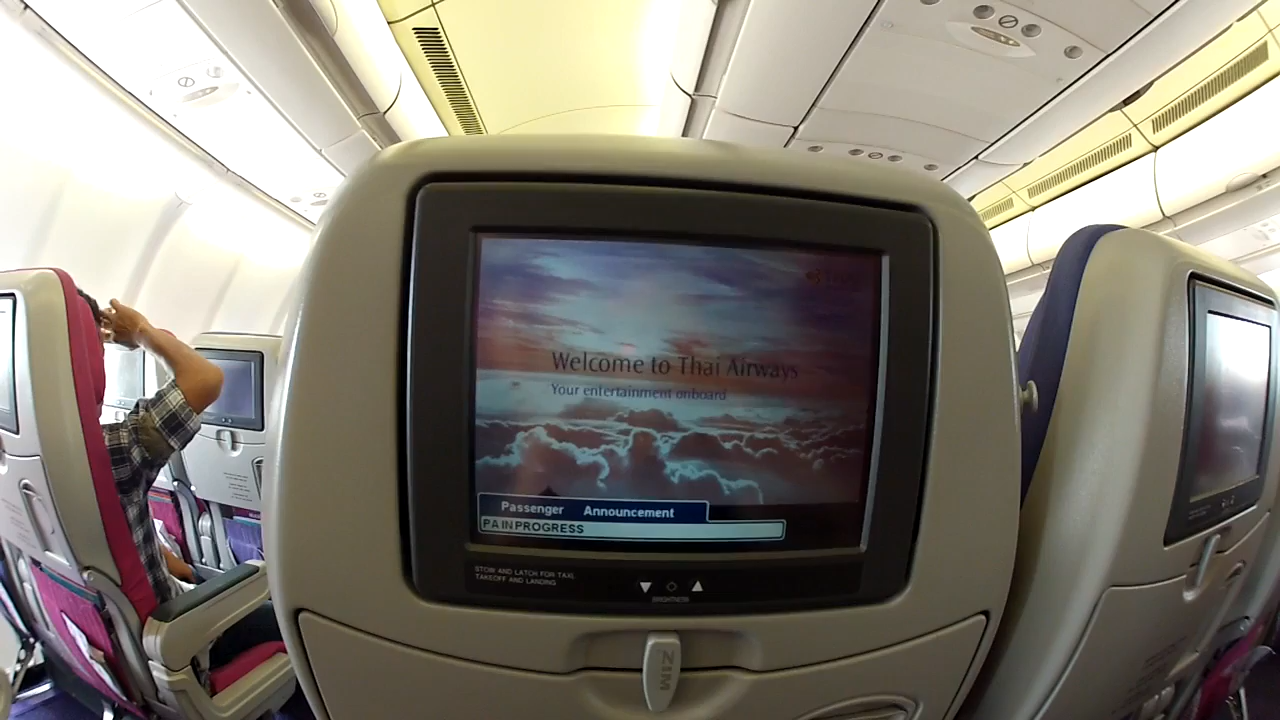 Welcome to Thai Airways
Your entertainment onboard
Passenger Announcement
PA IN PROGRESS
STOW AND LATCH FOR TAXI,
TAKEOFF AND LANDING
BRIGHTNESS